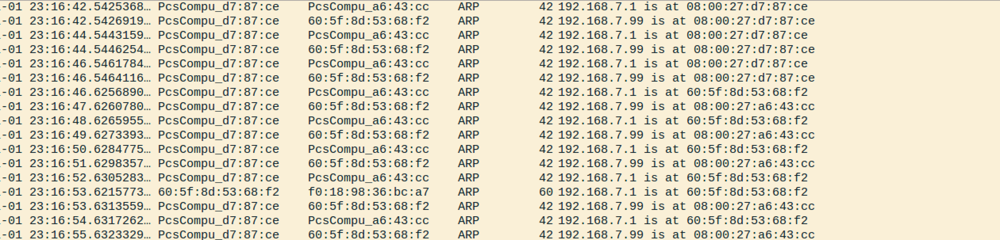 -01 23:16:42.5425368… PcsCompu_d7:87:ce PcsCompu_a6:43:cc ARP 42 192.168.7.1 is at 08:00:27:d7:87:ce
-01 23:16:42.5426919… PcsCompu_d7:87:ce 60:5f:8d:53:68:f2 ARP 42 192.168.7.99 is at 08:00:27:d7:87:ce
-01 23:16:44.5443159… PcsCompu_d7:87:ce PcsCompu_a6:43:cc ARP 42 192.168.7.1 is at 08:00:27:d7:87:ce
-01 23:16:44.5446254… PcsCompu_d7:87:ce 60:5f:8d:53:68:f2 ARP 42 192.168.7.99 is at 08:00:27:d7:87:ce
-01 23:16:46.5461784… PcsCompu_d7:87:ce PcsCompu_a6:43:cc ARP 42 192.168.7.1 is at 08:00:27:d7:87:ce
-01 23:16:46.5464116… PcsCompu_d7:87:ce 60:5f:8d:53:68:f2 ARP 42 192.168.7.99 is at 08:00:27:d7:87:ce
-01 23:16:46.6256890… PcsCompu_d7:87:ce PcsCompu_a6:43:cc ARP 42 192.168.7.1 is at 60:5f:8d:53:68:f2
-01 23:16:47.6260780… PcsCompu_d7:87:ce 60:5f:8d:53:68:f2 ARP 42 192.168.7.99 is at 08:00:27:a6:43:cc
-01 23:16:48.6265955… PcsCompu_d7:87:ce PcsCompu_a6:43:cc ARP 42 192.168.7.1 is at 60:5f:8d:53:68:f2
-01 23:16:49.6273393… PcsCompu_d7:87:ce 60:5f:8d:53:68:f2 ARP 42 192.168.7.99 is at 08:00:27:a6:43:cc
-01 23:16:50.6284775… PcsCompu_d7:87:ce PcsCompu_a6:43:cc ARP 42 192.168.7.1 is at 60:5f:8d:53:68:f2
-01 23:16:51.6298357… PcsCompu_d7:87:ce 60:5f:8d:53:68:f2 ARP 42 192.168.7.99 is at 08:00:27:a6:43:cc
-01 23:16:52.6305283… PcsCompu_d7:87:ce PcsCompu_a6:43:cc ARP 42 192.168.7.1 is at 60:5f:8d:53:68:f2
-01 23:16:53.6215773… 60:5f:8d:53:68:f2 f0:18:98:36:bc:a7 ARP 60 192.168.7.1 is at 60:5f:8d:53:68:f2
-01 23:16:53.6313559… PcsCompu_d7:87:ce 60:5f:8d:53:68:f2 ARP 42 192.168.7.99 is at 08:00:27:a6:43:cc
-01 23:16:54.6317262… PcsCompu_d7:87:ce PcsCompu_a6:43:cc ARP 42 192.168.7.1 is at 60:5f:8d:53:68:f2
-01 23:16:55.6323329… PcsCompu_d7:87:ce 60:5f:8d:53:68:f2 ARP 42 192.168.7.99 is at 08:00:27:a6:43:cc